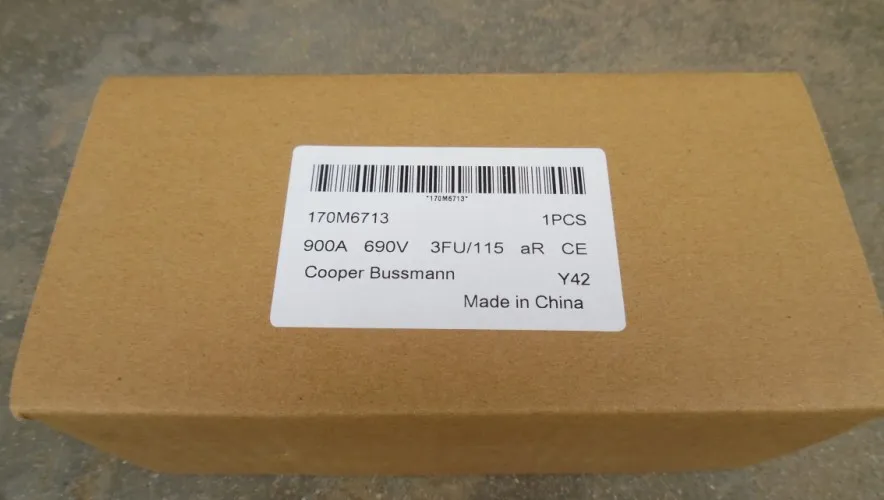 *170M6713*
170M6713 1PCS
900A 690V 3FU/115 aR CE
Cooper Bussmann Y42
Made in China